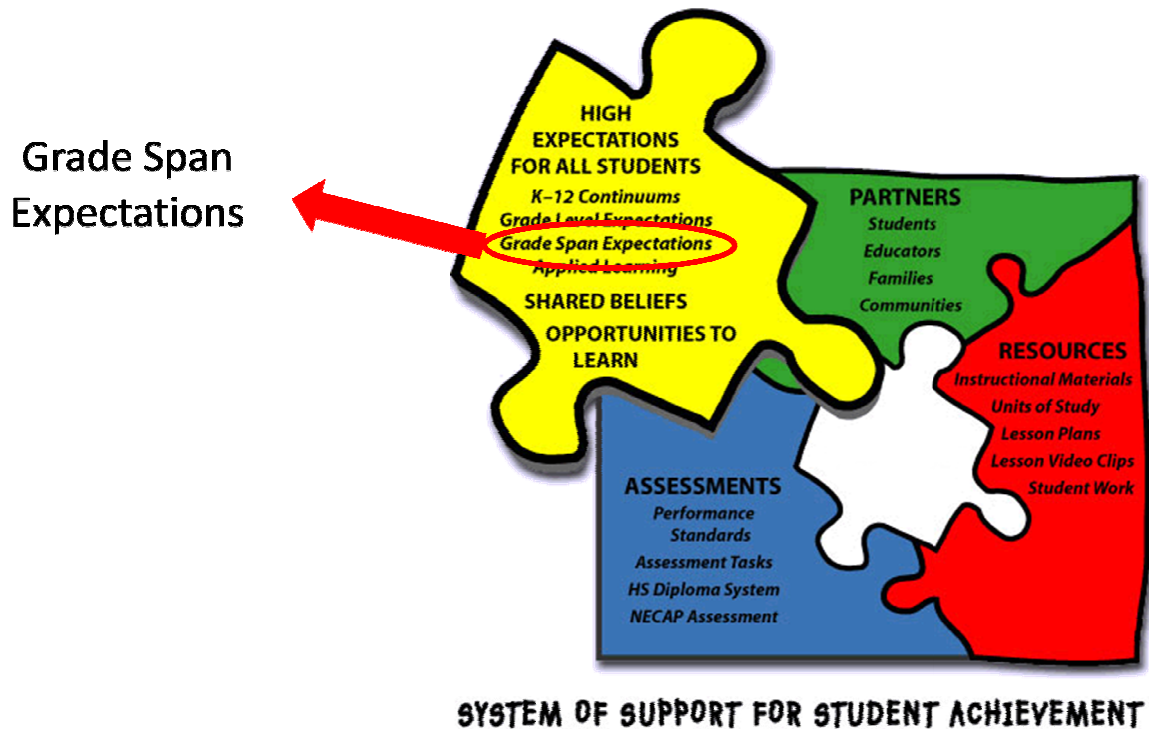 Grade Span
Expectations
HIGH
EXPECTATIONS
FOR ALL STUDENTS
K–12 Continuums
Grade Level Expectations
Grade Span Expectations
Applied Learning
SHARED BELIEFS
OPPORTUNITIES TO
LEARN
PARTNERS
Students
Educators
Families
Communities
RESOURCES
Instructional Materials
Units of Study
Lesson Plans
Lesson Video Clips
Student Work
ASSESSMENTS
Performance
Standards
Assessment Tasks
HS Diploma System
NECAP Assessment
SYSTEM OF SUPPORT FOR STUDENT ACHIEVEMENT